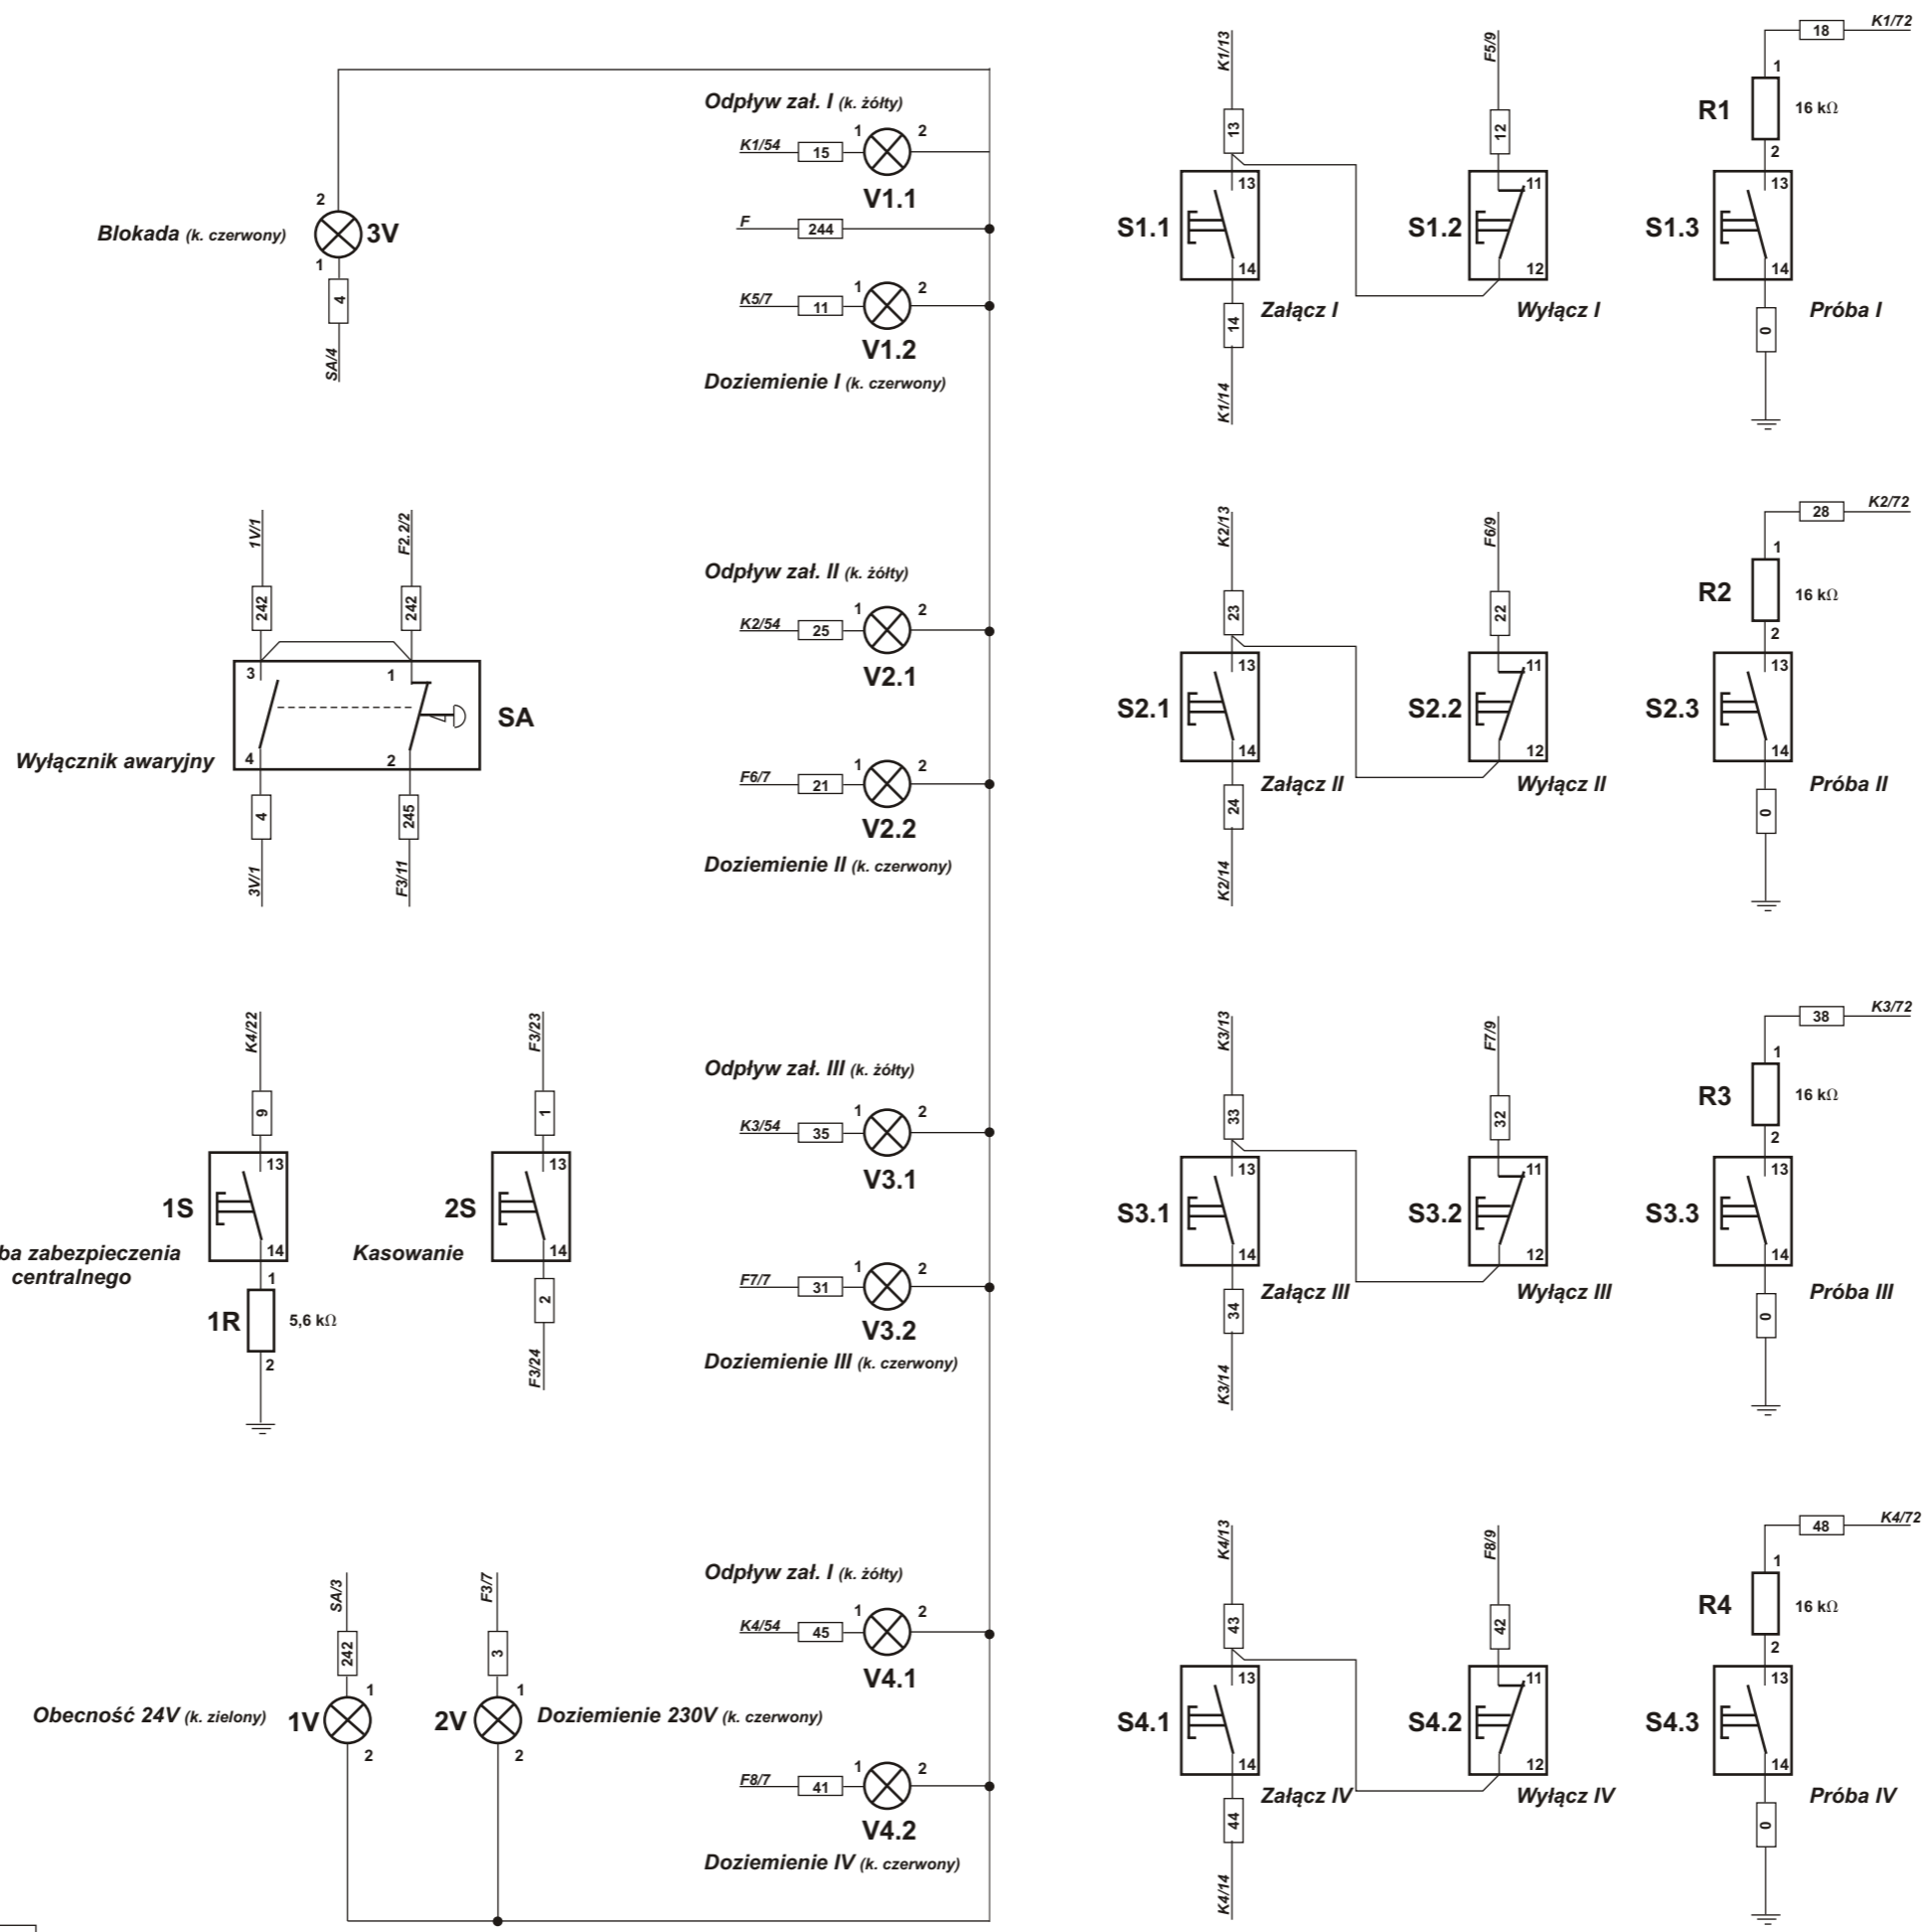 Blokada (k. czerwony)
2
3V
1
4
SA/4
Odpływ zał. I (k. żółty)
K1/54 15 1 2
V1.1
F 244
K5/7 11 1 2
V1.2
Doziemienie I (k. czerwony)
K1/13
13
S1.1
13
14
14
Załącz I
K1/14
F5/9
12
S1.2
11
12
Wyłącz I
18 K1/72
1
R1 16 kΩ
2
S1.3
13
14
0
Próba I
1V/1
242
F2.2/2
242
3 1
SA
4 2
Wyłącznik awaryjny
4
3V/1
245
F3/11
Odpływ zał. II (k. żółty)
K2/54 25 1 2
V2.1
F6/7 21 1 2
V2.2
Doziemienie II (k. czerwony)
K2/13
23
S2.1
13
14
24
Załącz II
K2/14
F6/9
22
S2.2
11
12
Wyłącz II
28 K2/72
1
R2 16 kΩ
2
S2.3
13
14
0
Próba II
K4/22
9
1S
13
14
ba zabezpieczenia
centralnego
1
1R 5,6 kΩ
2
F3/23
1
2S
13
14
Kasowanie
2
F3/24
Odpływ zał. III (k. żółty)
K3/54 35 1 2
V3.1
F7/7 31 1 2
V3.2
Doziemienie III (k. czerwony)
K3/13
33
S3.1
13
14
34
Załącz III
K3/14
F7/9
32
S3.2
11
12
Wyłącz III
38 K3/72
1
R3 16 kΩ
2
S3.3
13
14
0
Próba III
SA/3
242
1
Obecność 24V (k. zielony) 1V
2
F3/7
3
1
2V Doziemienie 230V (k. czerwony)
2
Odpływ zał. I (k. żółty)
K4/54 45 1 2
V4.1
F8/7 41 1 2
V4.2
Doziemienie IV (k. czerwony)
K4/13
43
S4.1
13
14
44
Załącz IV
K4/14
F8/9
42
S4.2
11
12
Wyłącz IV
48 K4/72
1
R4 16 kΩ
2
S4.3
13
14
0
Próba IV